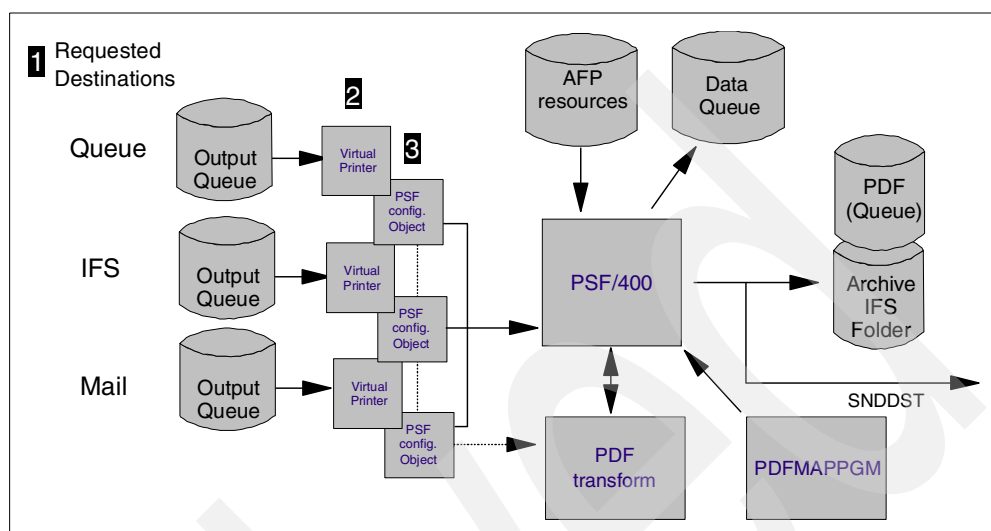 1 Requested
Destinations
2
3
Queue
Output
Queue
Virtual
Printer
PSF
config.
Object
IFS
Output
Queue
Virtual
Printer
PSF
config.
Object
Mail
Output
Queue
Virtual
Printer
PSF
config.
Object
AFP
resources
Data
Queue
PSF/400
PDF
(Queue)
Archive
IFS
Folder
SNDDST
PDF
transform
PDFMAPPGM